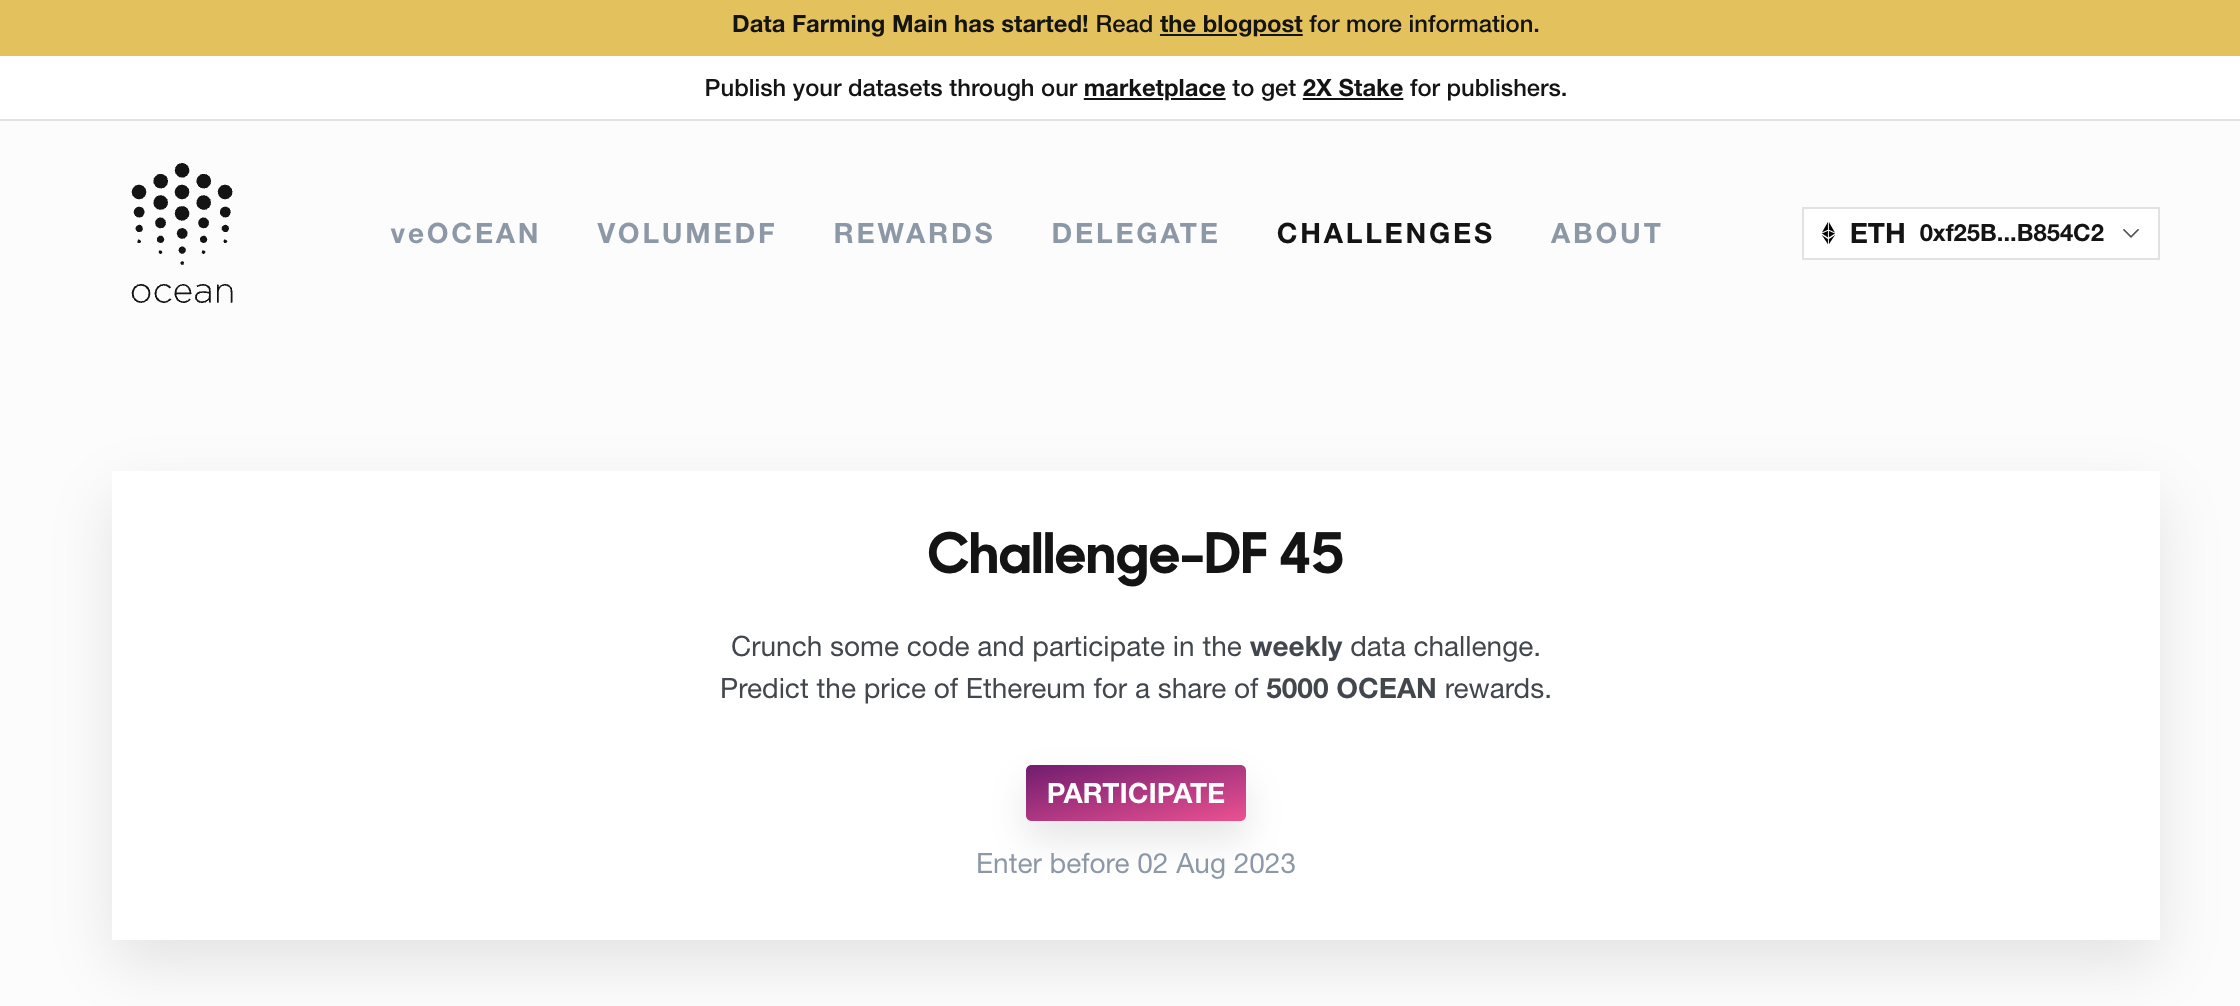 Data Farming Main has started! Read the blogpost for more information.
Publish your datasets through our marketplace to get 2X Stake for publishers.
ocean
veOCEAN VOLUMEDF REWARDS DELEGATE CHALLENGES ABOUT
ETH 0xf25B...B854C2
Challenge-DF 45
Crunch some code and participate in the weekly data challenge.
Predict the price of Ethereum for a share of 5000 OCEAN rewards.
PARTICIPATE
Enter before 02 Aug 2023